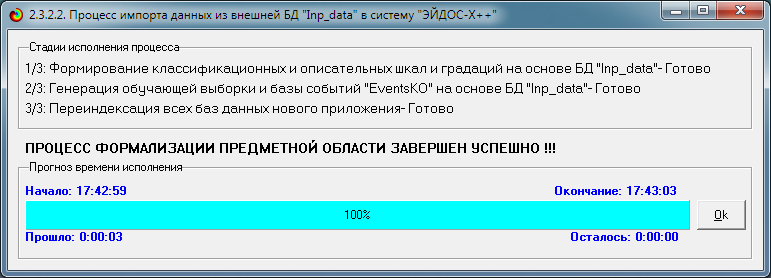 2.3.2.2. Процесс импорта данных из внешней БД "Inp_data" в систему "ЭЙДОС-X++"
Стадии исполнения процесса
1/3: Формирование классификационных и описательных шкал и градаций на основе БД "Inp_data"- Готово
2/3: Генерация обучающей выборки и базы событий "EventsKO" на основе БД "Inp_data"- Готово
3/3: Переиндексация всех баз данных нового приложения- Готово
ПРОЦЕСС ФОРМАЛИЗАЦИИ ПРЕДМЕТНОЙ ОБЛАСТИ ЗАВЕРШЕН УСПЕШНО !!!
Прогноз времени исполнения
Начало: 17:42:59 Окончание: 17:43:03
100% Ok
Прошло: 0:00:03 Осталось: 0:00:00